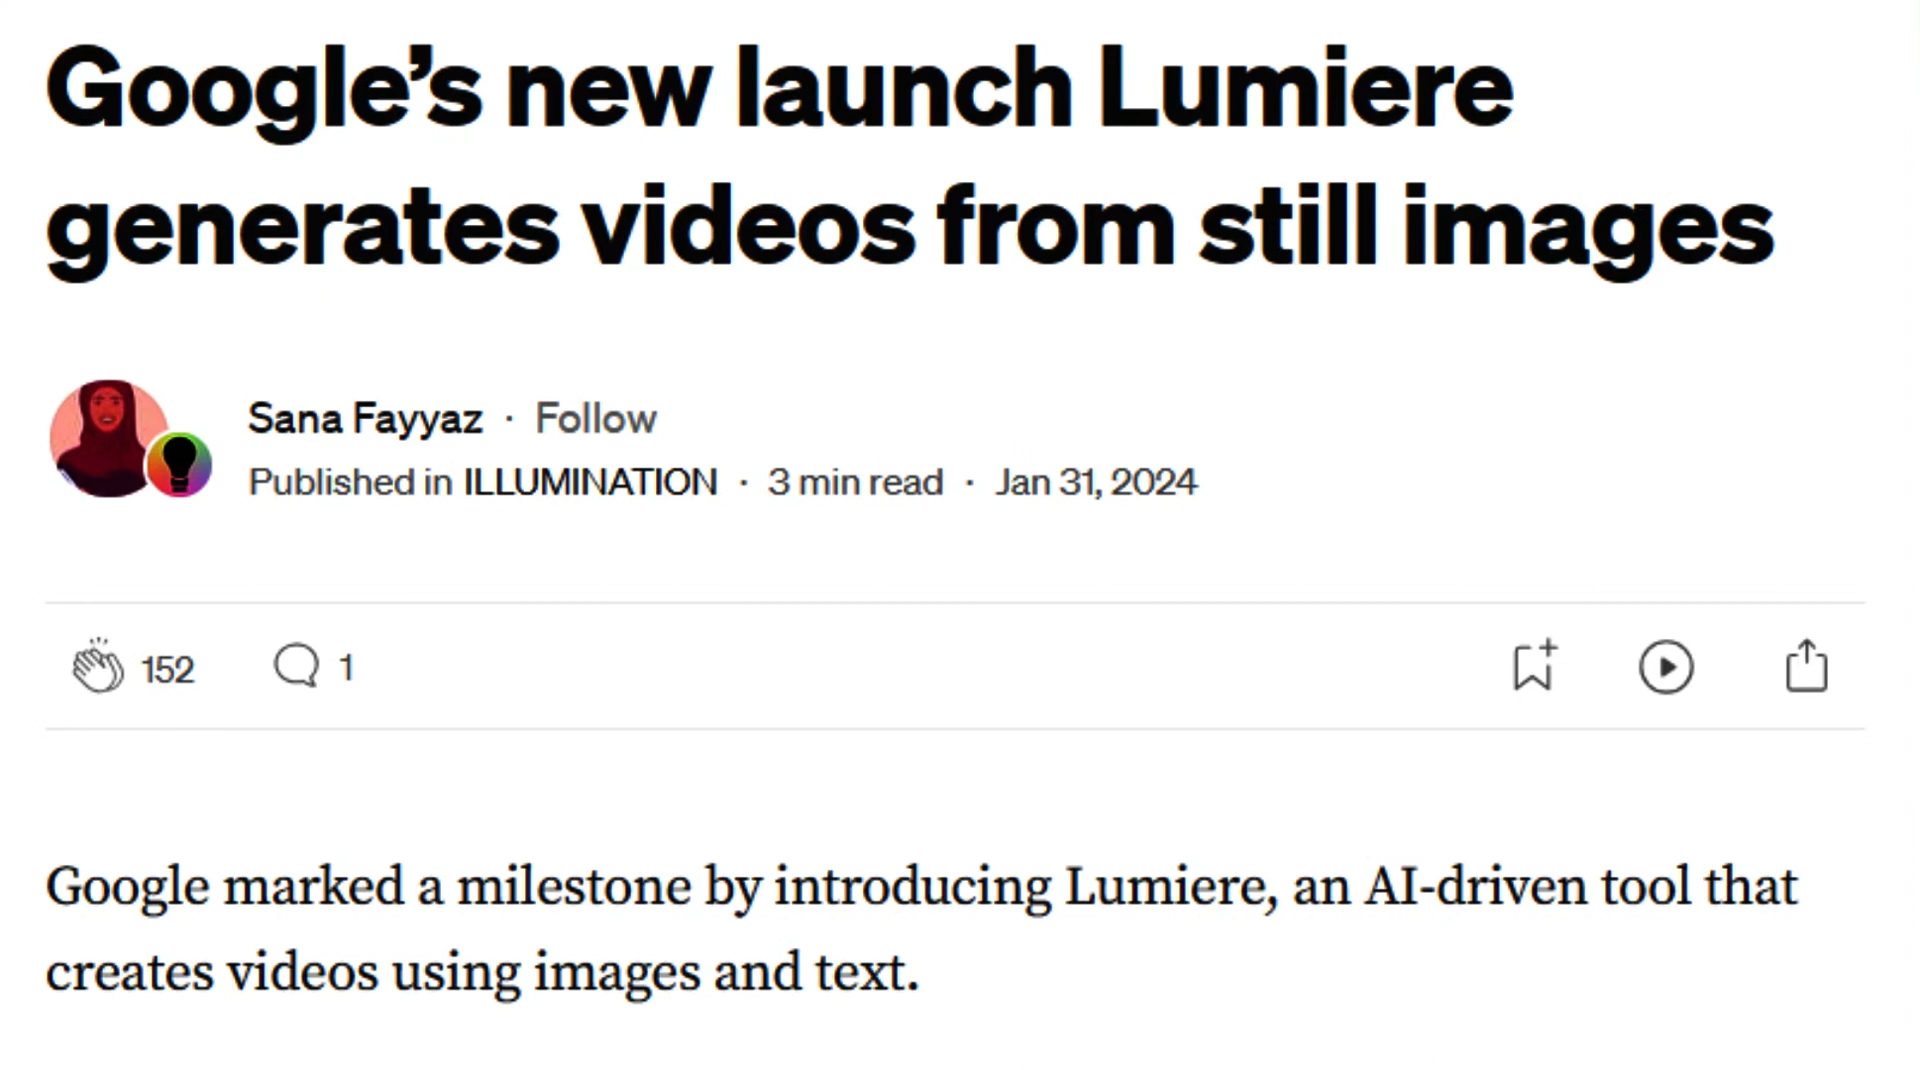 Google’s new launch Lumiere
generates videos from still images
Sana Fayyaz · Follow
Published in ILLUMINATION · 3 min read · Jan 31, 2024
152 1
Google marked a milestone by introducing Lumiere, an AI-driven tool that
creates videos using images and text.